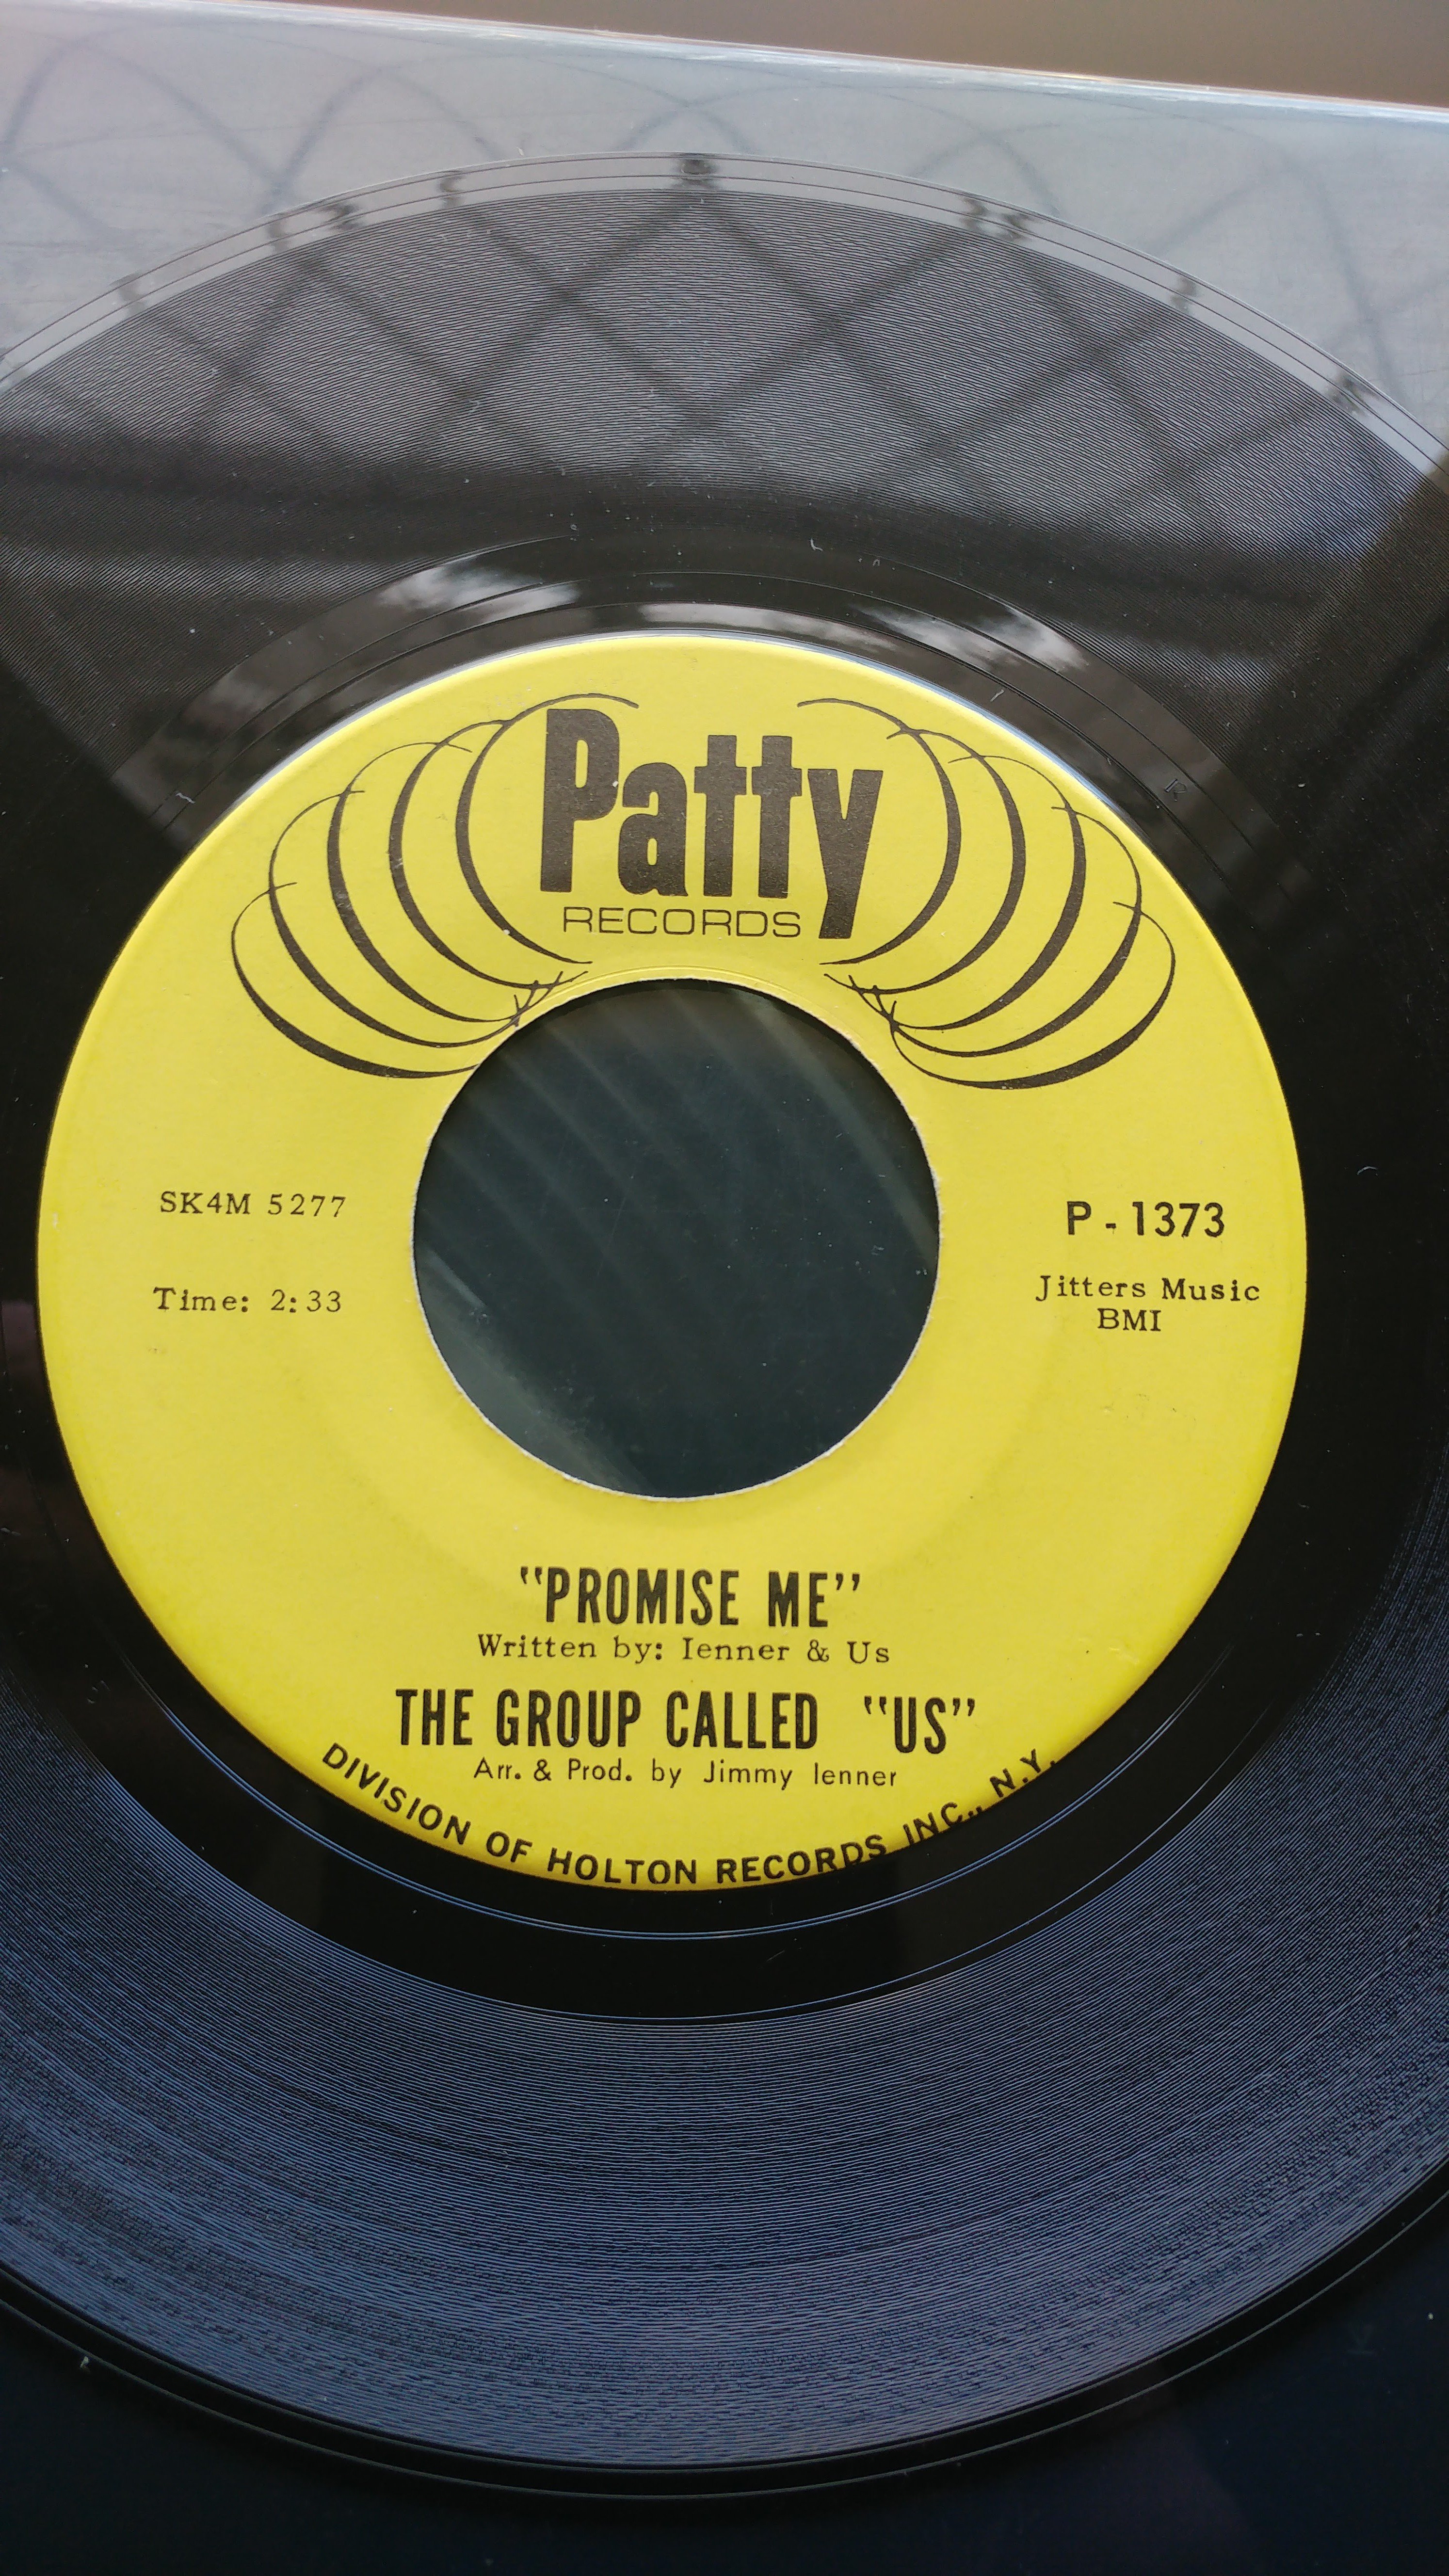 Patty
RECORDS
SK4M 5277
Time: 2:33
P - 1373
Jitters Music
BMI
"PROMISE ME"
Written by: Ienner & Us
THE GROUP CALLED "US"
Arr. & Prod. by Jimmy Ienner
DIVISION OF HOLTON RECORDS INC., N.Y.